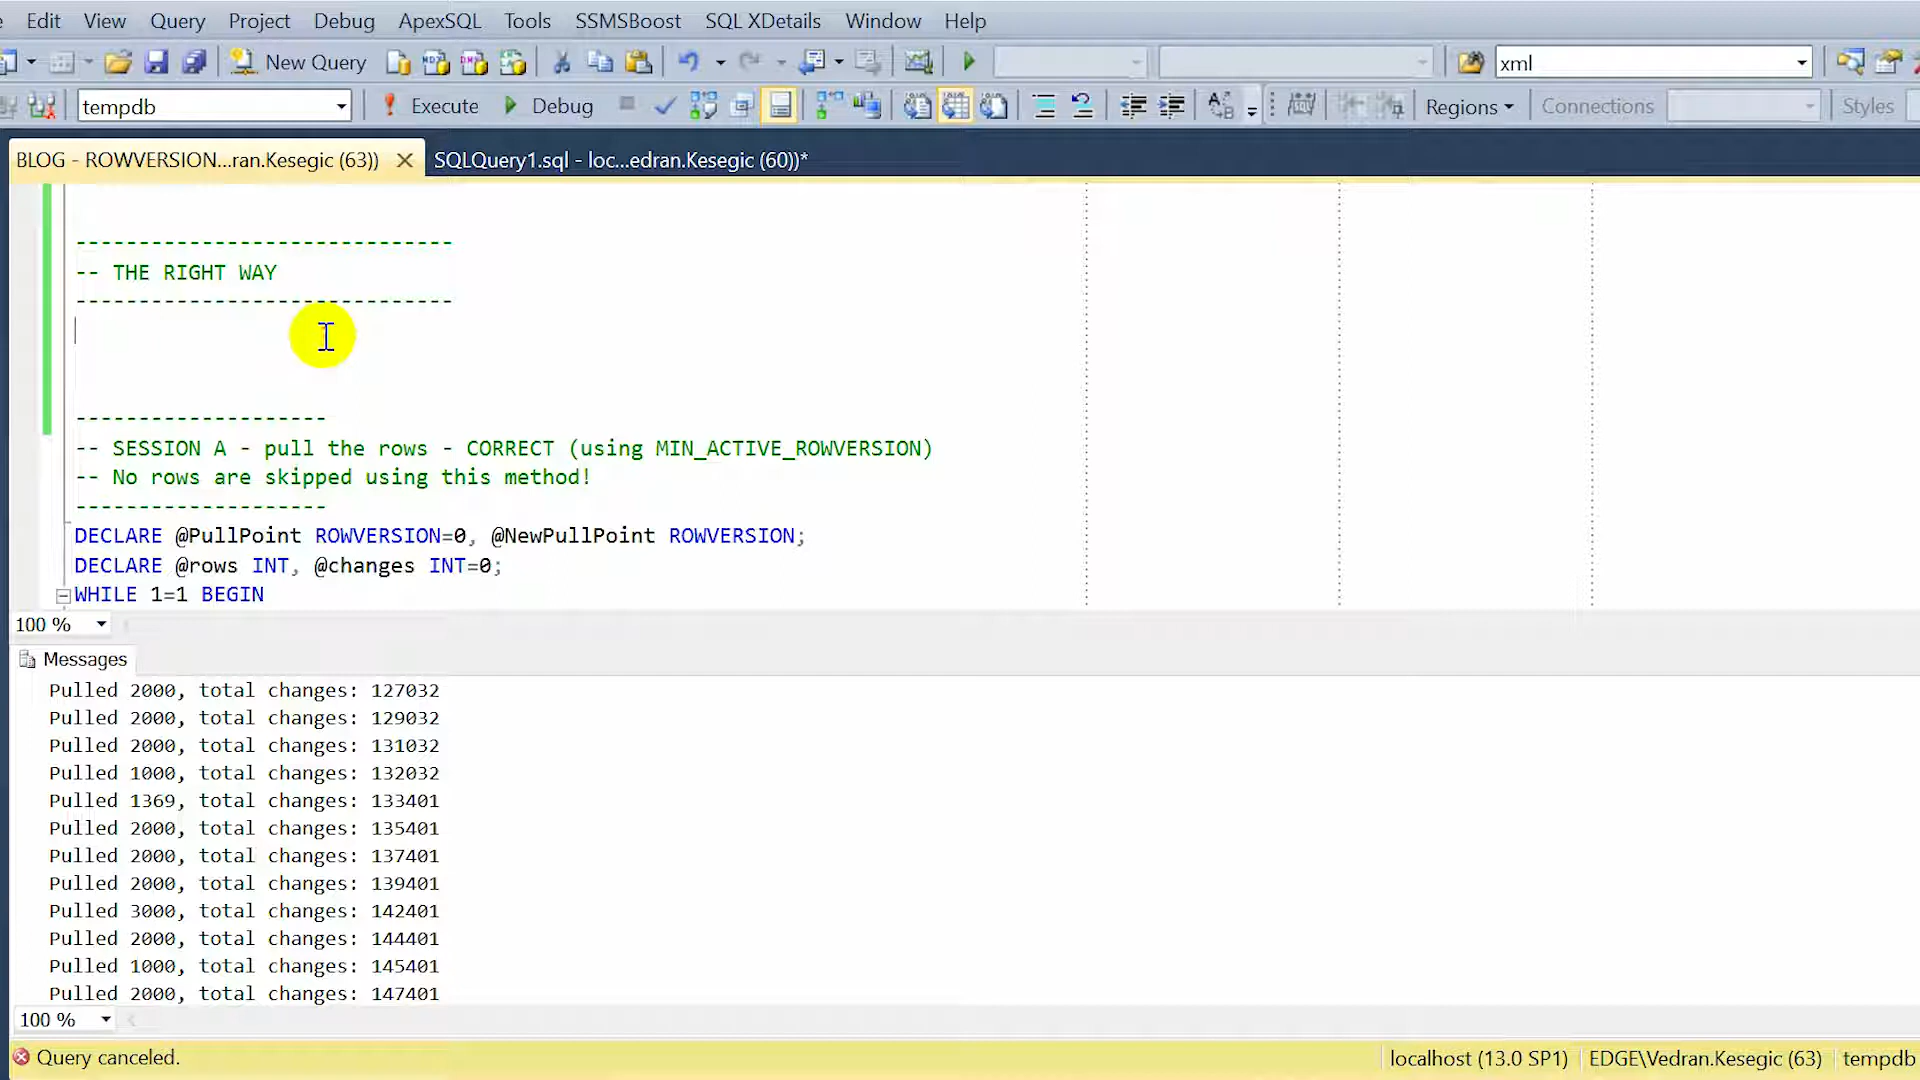 Edit View Query Project Debug ApexSQL Tools SSMSBoost SQL XDetails Window Help
New Query xml
tempdb Execute Debug Regions Connections Styles
BLOG - ROWVERSION...ran.Kesegic (63)) SQLQuery1.sql - loc...edran.Kesegic (60))*
------------------------------
-- THE RIGHT WAY
------------------------------
--------------------
-- SESSION A - pull the rows - CORRECT (using MIN_ACTIVE_ROWVERSION)
-- No rows are skipped using this method!
--------------------
DECLARE @PullPoint ROWVERSION=0, @NewPullPoint ROWVERSION;
DECLARE @rows INT, @changes INT=0;
WHILE 1=1 BEGIN
100 %
Messages
Pulled 2000, total changes: 127032
Pulled 2000, total changes: 129032
Pulled 2000, total changes: 131032
Pulled 1000, total changes: 132032
Pulled 1369, total changes: 133401
Pulled 2000, total changes: 135401
Pulled 2000, total changes: 137401
Pulled 2000, total changes: 139401
Pulled 3000, total changes: 142401
Pulled 2000, total changes: 144401
Pulled 1000, total changes: 145401
Pulled 2000, total changes: 147401
100 %
Query canceled. localhost (13.0 SP1) EDGE\Vedran.Kesegic (63) tempdb